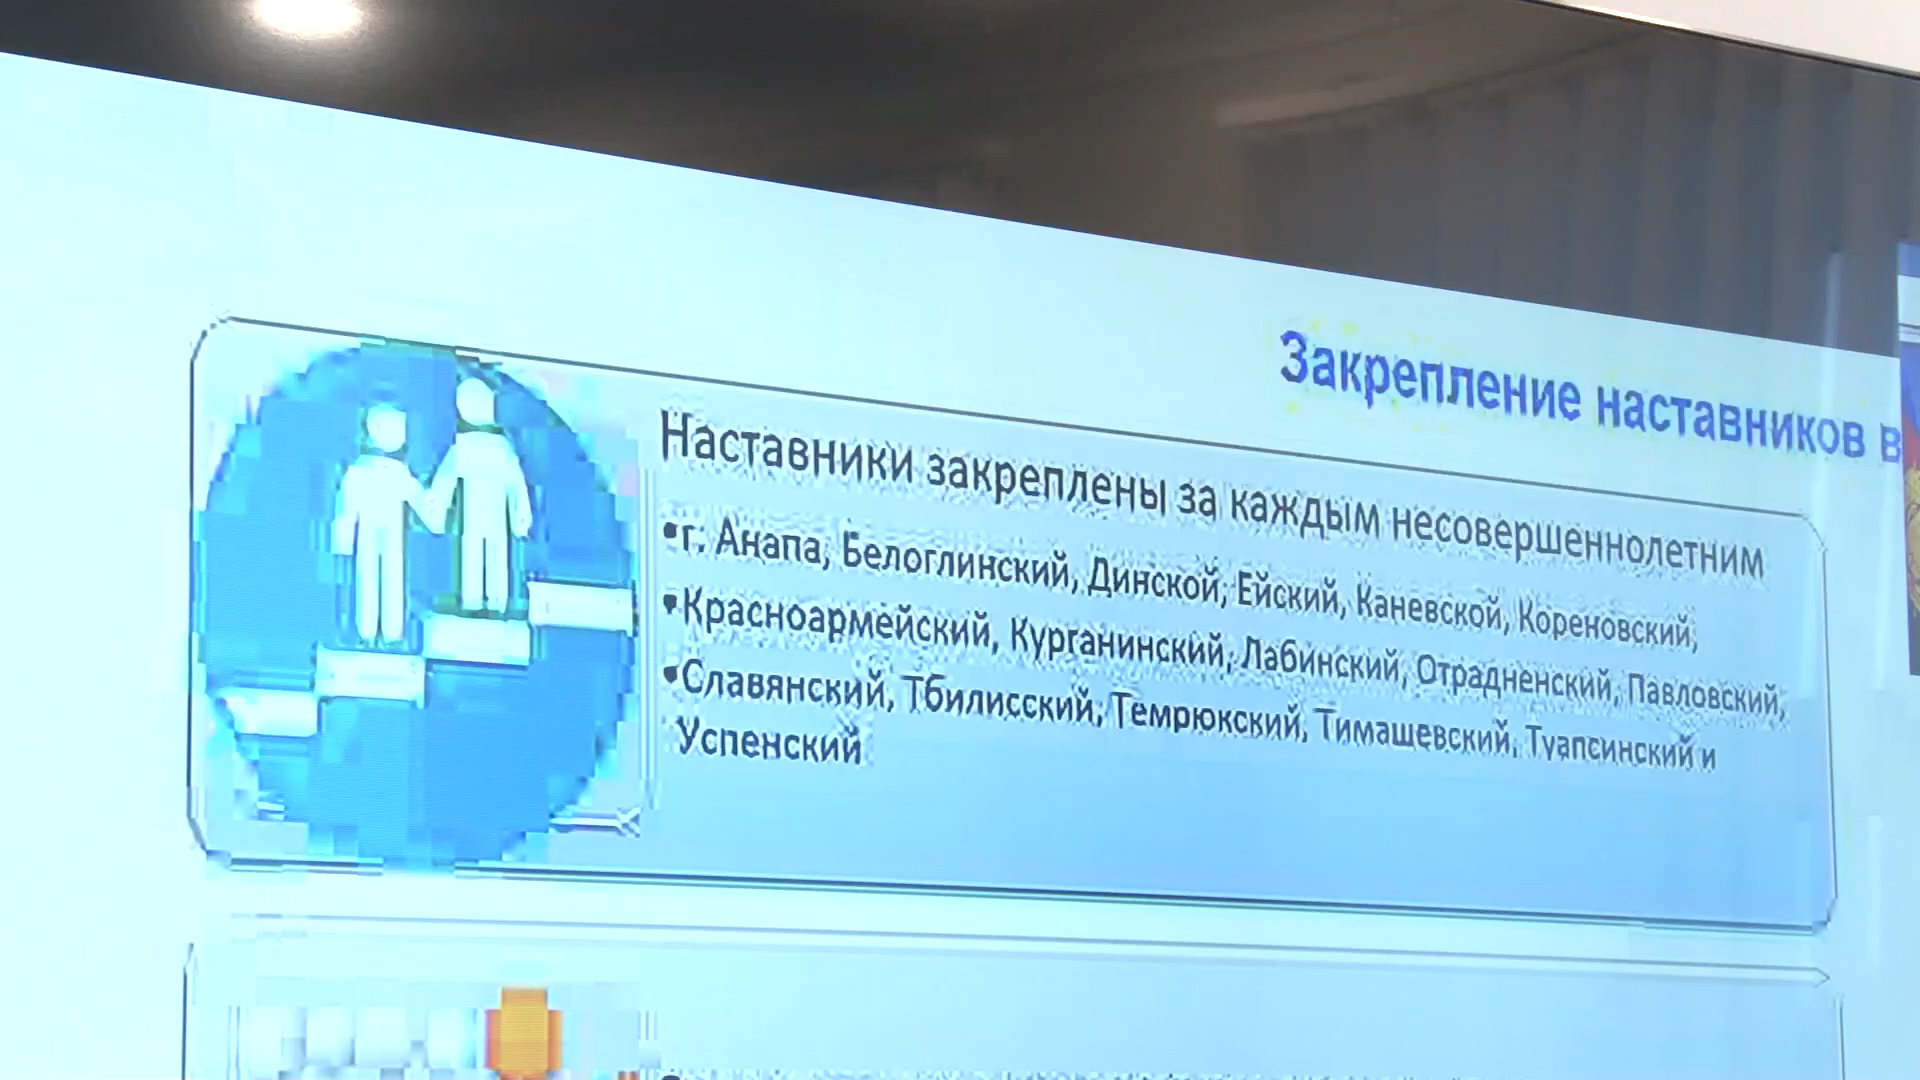 Закрепление наставников в
Наставники закреплены за каждым несовершеннолетним
•г. Анапа, Белоглинский, Динской, Ейский, Каневской, Кореновский,
•Красноармейский, Курганинский, Лабинский, Отрадненский, Павловский,
•Славянский, Тбилисский, Темрюкский, Тимашевский, Туапсинский и
Успенский